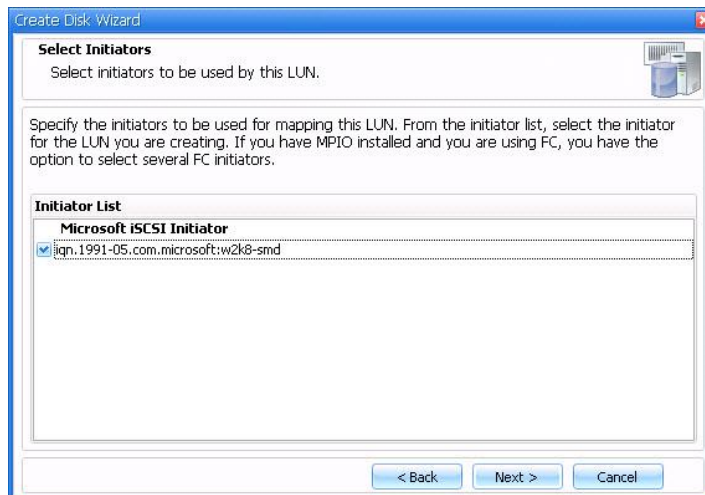 Create Disk Wizard
Select Initiators
Select initiators to be used by this LUN.
Specify the initiators to be used for mapping this LUN. From the initiator list, select the initiator
for the LUN you are creating. If you have MPIO installed and you are using FC, you have the
option to select several FC initiators.
Initiator List
Microsoft iSCSI Initiator
iqn.1991-05.com.microsoft:w2k8-smd
< Back Next > Cancel